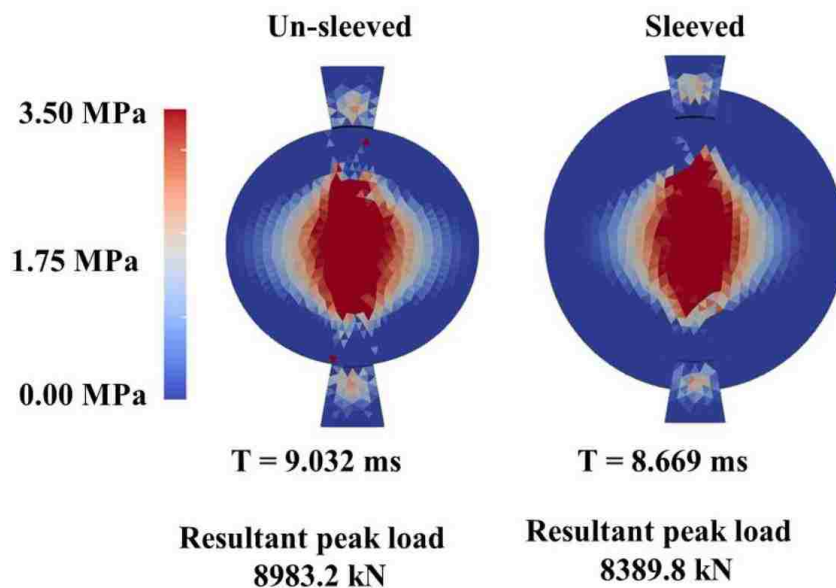 Un-sleeved
Sleeved
3.50 MPa
1.75 MPa
0.00 MPa
T = 9.032 ms
T = 8.669 ms
Resultant peak load
8983.2 kN
Resultant peak load
8389.8 kN